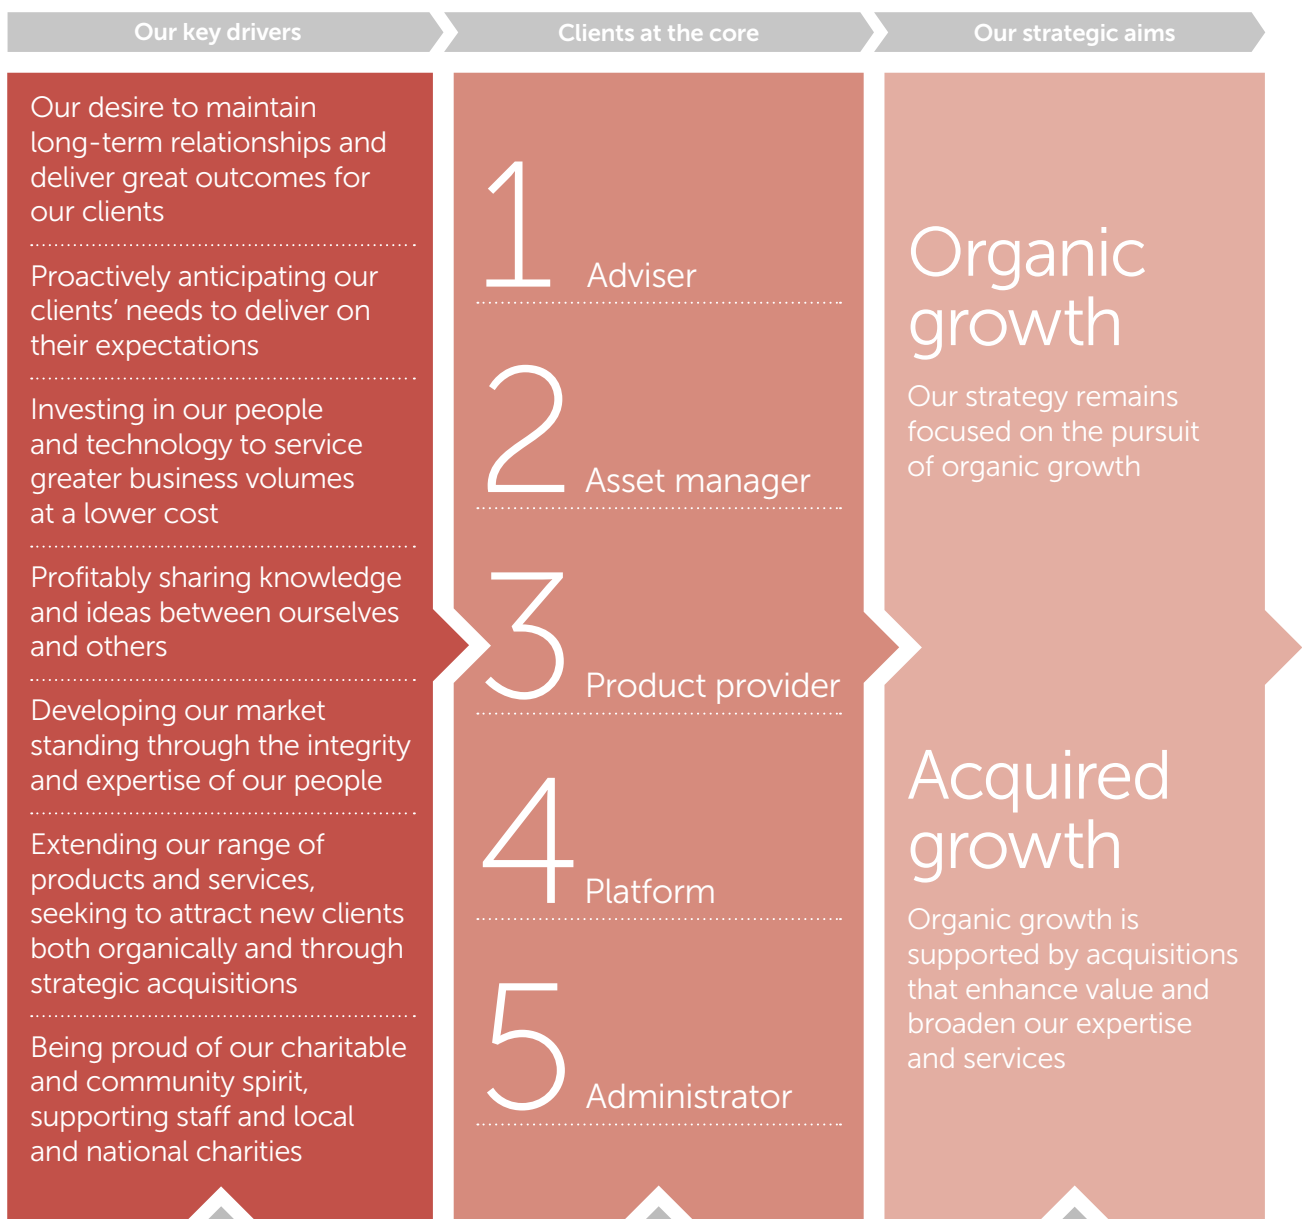 Our key drivers
Clients at the core
Our strategic aims
Our desire to maintain
long-term relationships and
deliver great outcomes for
our clients
Proactively anticipating our
clients’ needs to deliver on
their expectations
Investing in our people
and technology to service
greater business volumes
at a lower cost
Profitably sharing knowledge
and ideas between ourselves
and others
Developing our market
standing through the integrity
and expertise of our people
Extending our range of
products and services,
seeking to attract new clients
both organically and through
strategic acquisitions
Being proud of our charitable
and community spirit,
supporting staff and local
and national charities
1 Adviser
2 Asset manager
3 Product provider
4 Platform
5 Administrator
Organic
growth
Our strategy remains
focused on the pursuit
of organic growth
Acquired
growth
Organic growth is
supported by acquisitions
that enhance value and
broaden our expertise
and services